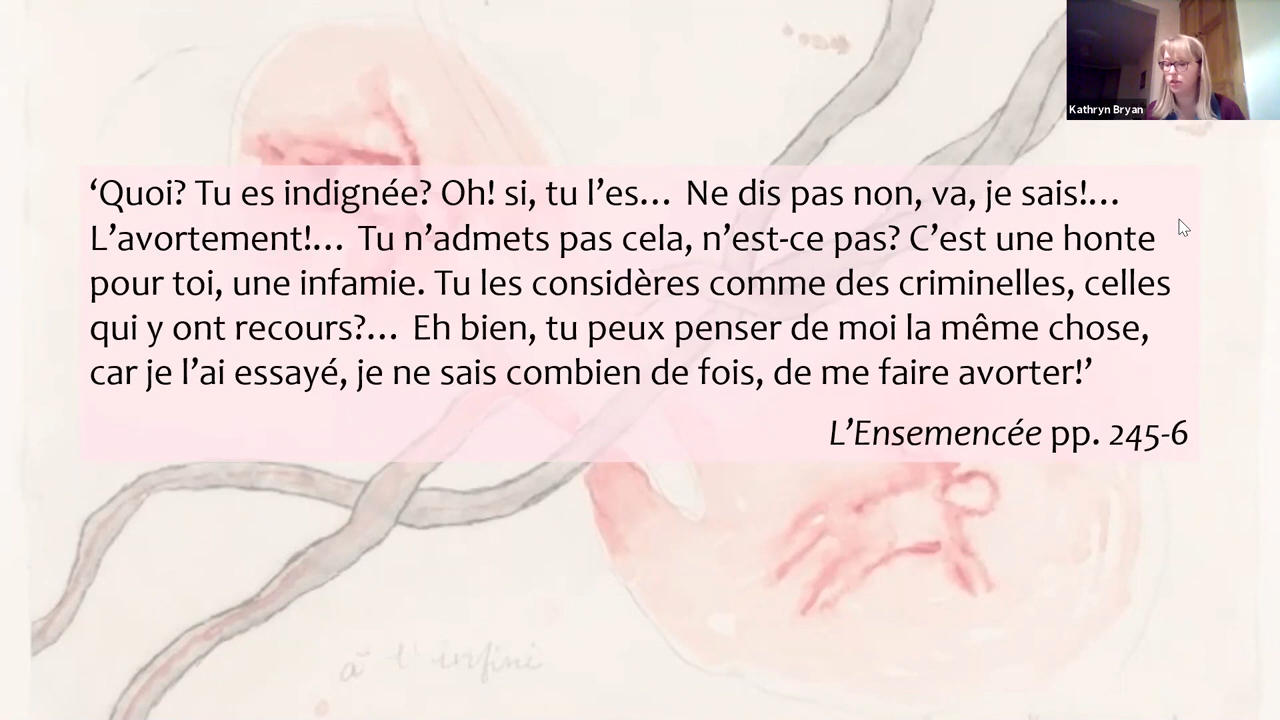 Kathryn Bryan
‘Quoi? Tu es indignée? Oh! si, tu l’es… Ne dis pas non, va, je sais!…
L’avortement!… Tu n’admets pas cela, n’est-ce pas? C’est une honte
pour toi, une infamie. Tu les considères comme des criminelles, celles
qui y ont recours?… Eh bien, tu peux penser de moi la même chose,
car je l’ai essayé, je ne sais combien de fois, de me faire avorter!’
L’Ensemencée pp. 245-6
à l'infini